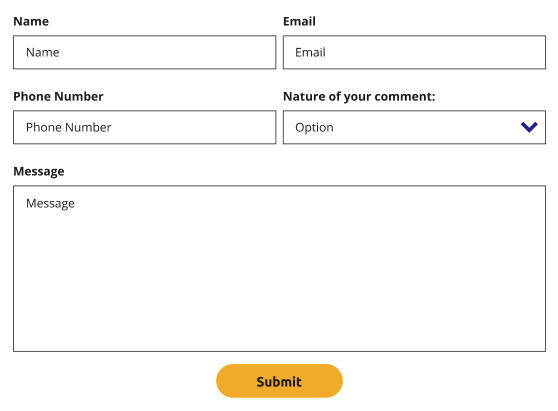 Name
Email
Name
Email
Phone Number
Nature of your comment:
Phone Number
Option
Message
Message
Submit